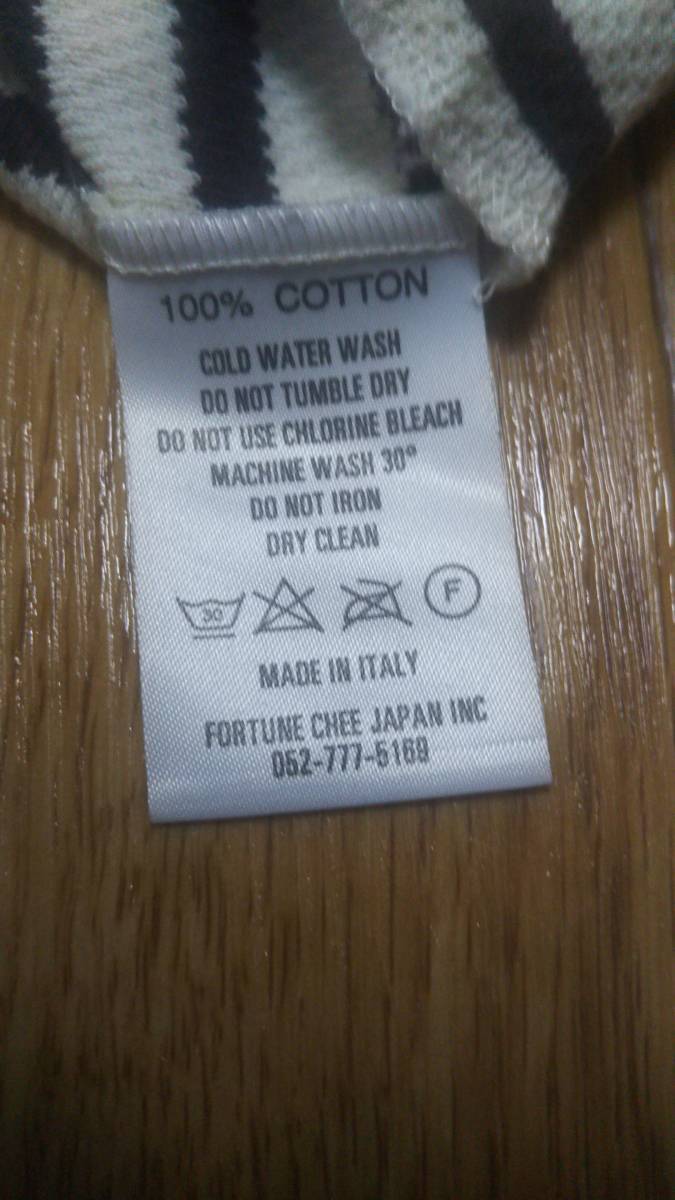 100% COTTON
COLD WATER WASH
DO NOT TUMBLE DRY
DO NOT USE CHLORINE BLEACH
MACHINE WASH 30°
DO NOT IRON
DRY CLEAN
30 F
MADE IN ITALY
FORTUNE CHEE JAPAN INC
052-777-5169